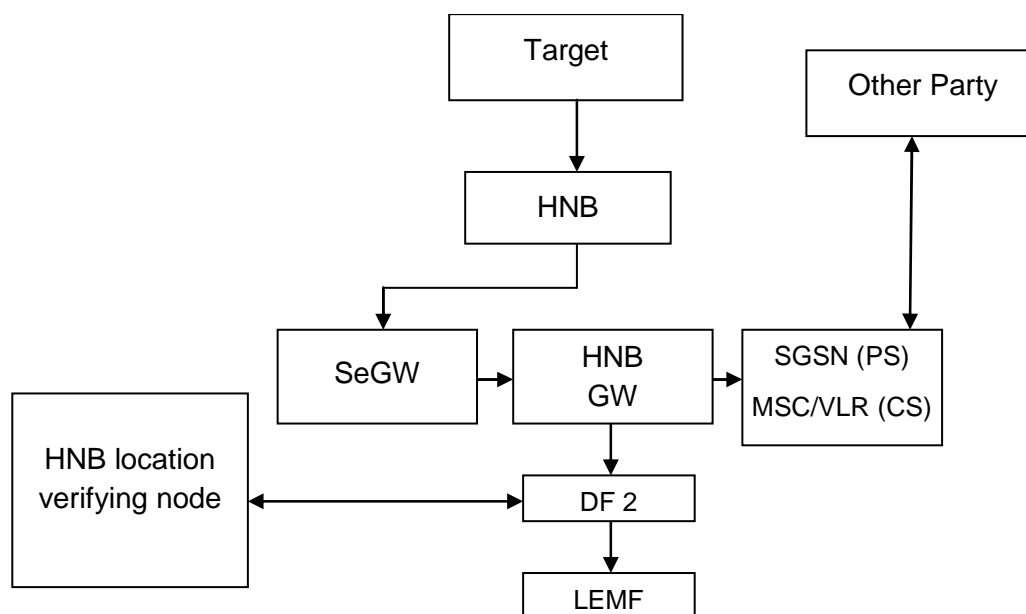 Target
Other Party
HNB
SeGW
HNB
GW
SGSN (PS)
MSC/VLR (CS)
HNB location
verifying node
DF 2
LEMF